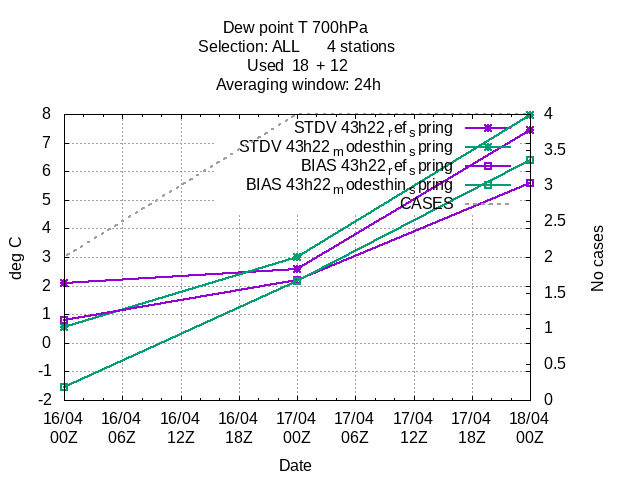 Dew point T 700hPa
Selection: ALL 4 stations
Used 18 + 12
Averaging window: 24h
STDV 43h22_ref_spring
STDV 43h22_modesthin_spring
BIAS 43h22_ref_spring
BIAS 43h22_modesthin_spring
CASES
deg C
8
7
6
5
4
3
2
1
0
-1
-2
4
3.5
3
2.5
2
1.5
1
0.5
0
No cases
16/04 16/04 16/04 16/04 17/04 17/04 17/04 17/04 18/04
00Z 06Z 12Z 18Z 00Z 06Z 12Z 18Z 00Z
Date